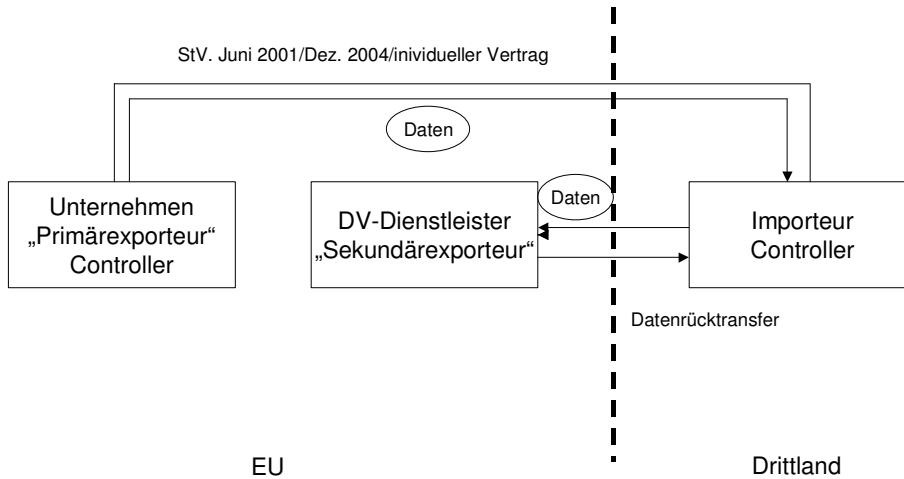 StV. Juni 2001/Dez. 2004/inividueller Vertrag
Daten
Unternehmen
„Primärexporteur“
Controller
DV-Dienstleister
„Sekundärexporteur“
Daten
Importeur
Controller
Datenrücktransfer
EU
Drittland